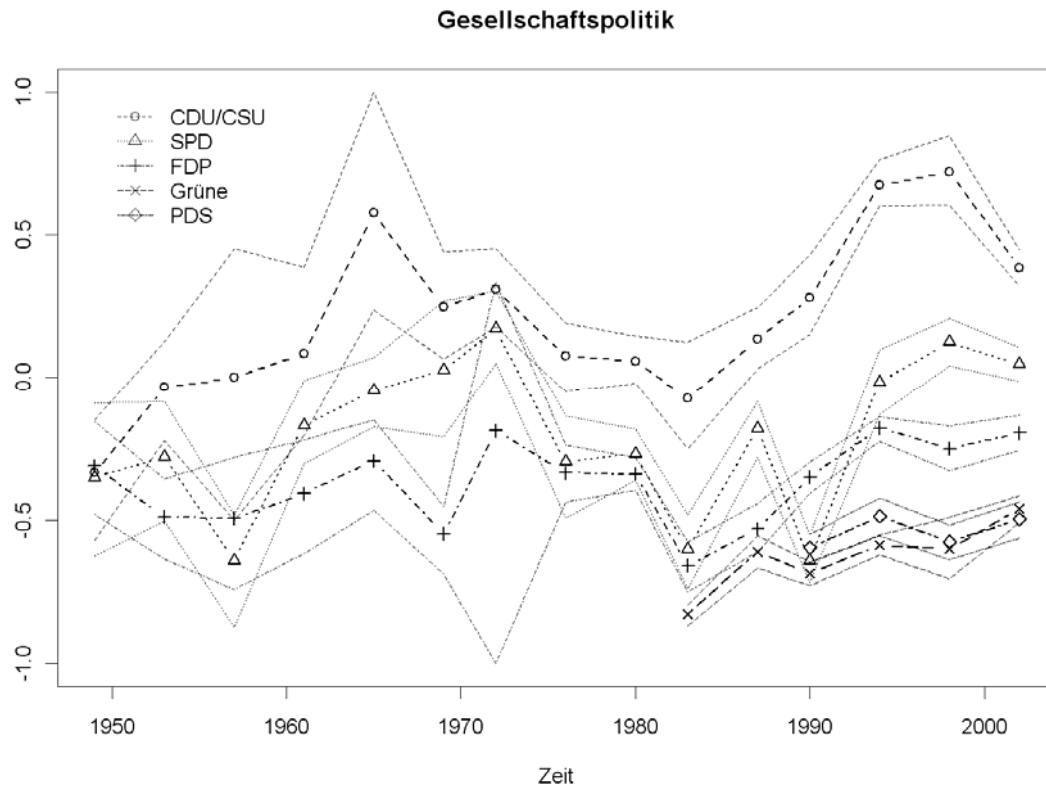 Gesellschaftspolitik
1.0
0.5
0.0
-0.5
-1.0
CDU/CSU
SPD
FDP
Grüne
PDS
1950 1960 1970 1980 1990 2000
Zeit